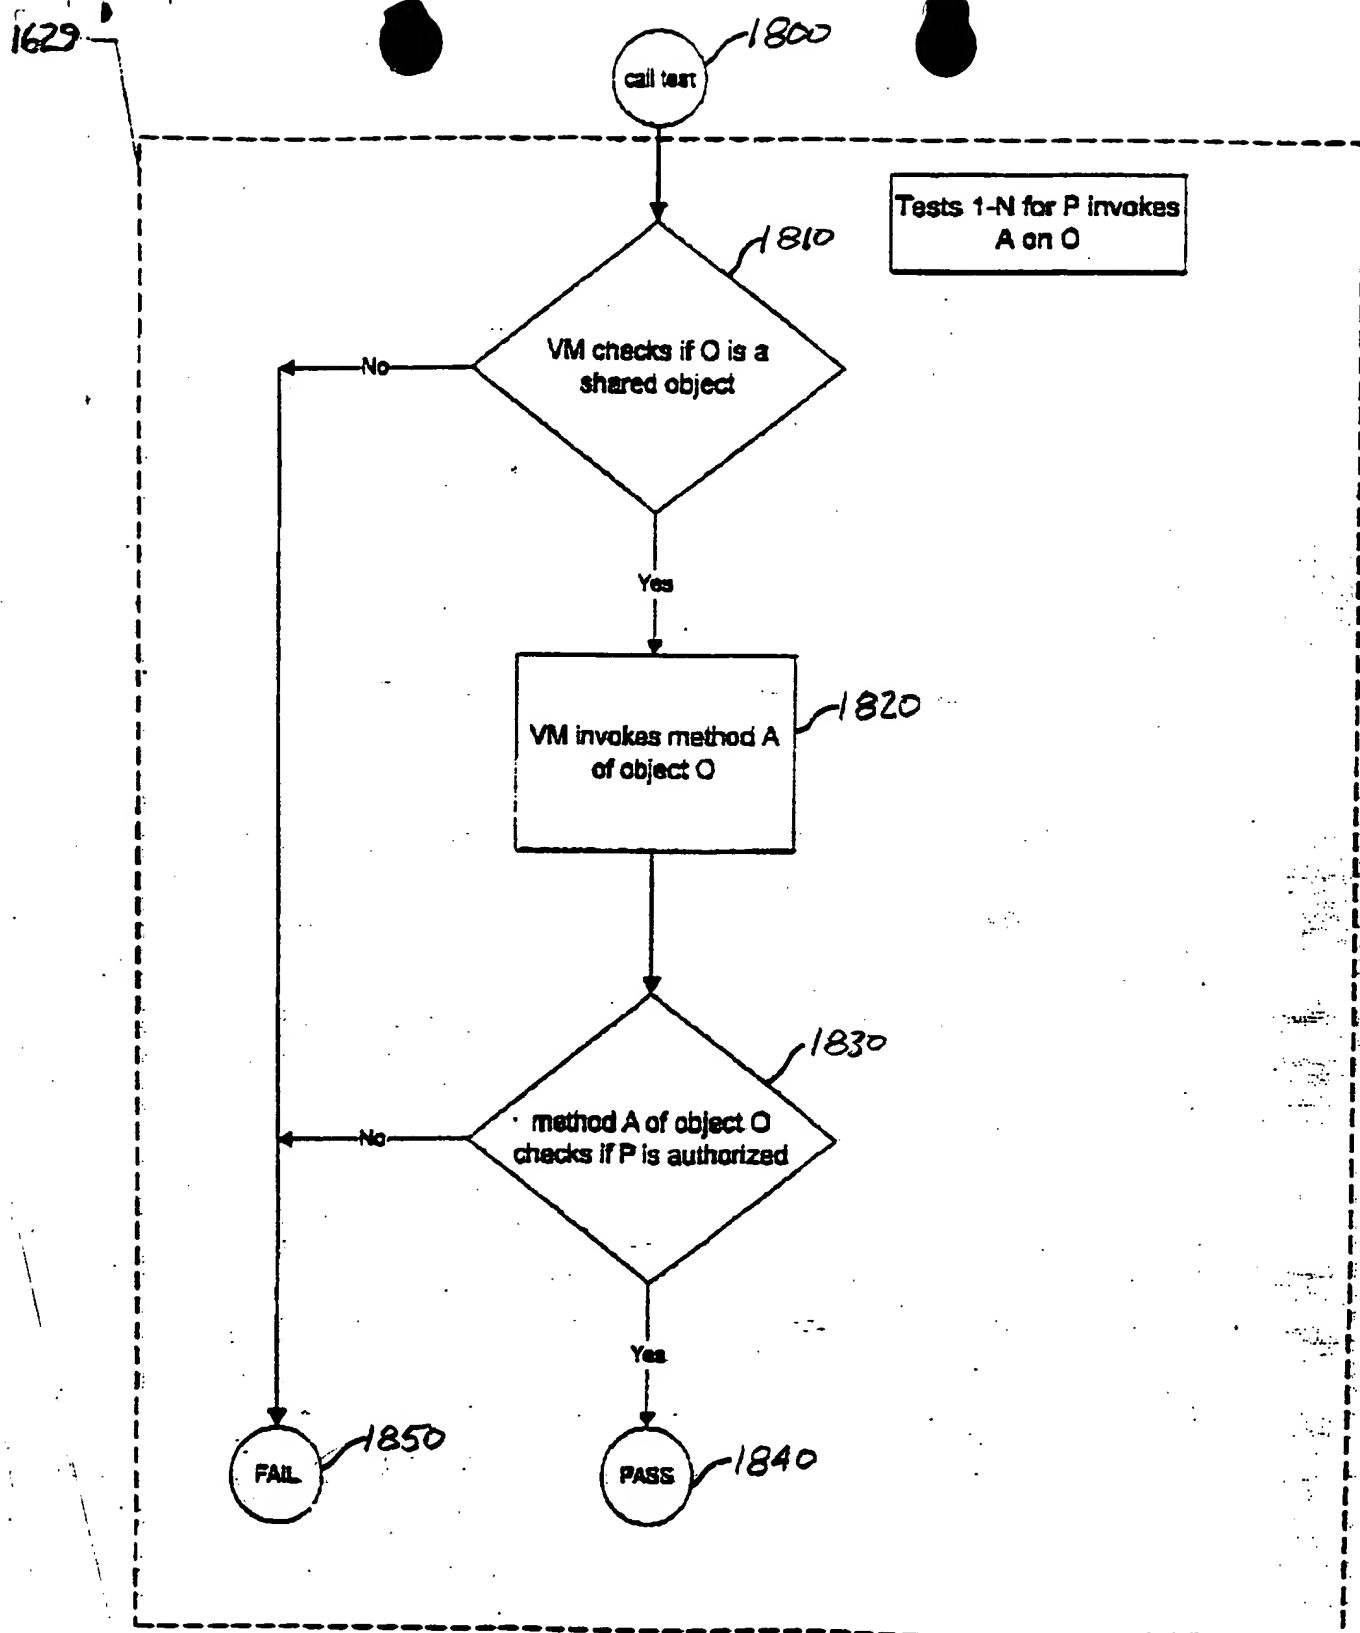 1629
1800
call test
Tests 1-N for P invokes
A on O
1810
VM checks if O is a
shared object
No
Yes
1820
VM invokes method A
of object O
1830
method A of object O
checks if P is authorized
No
Yes
1850
FAIL
1840
PASS